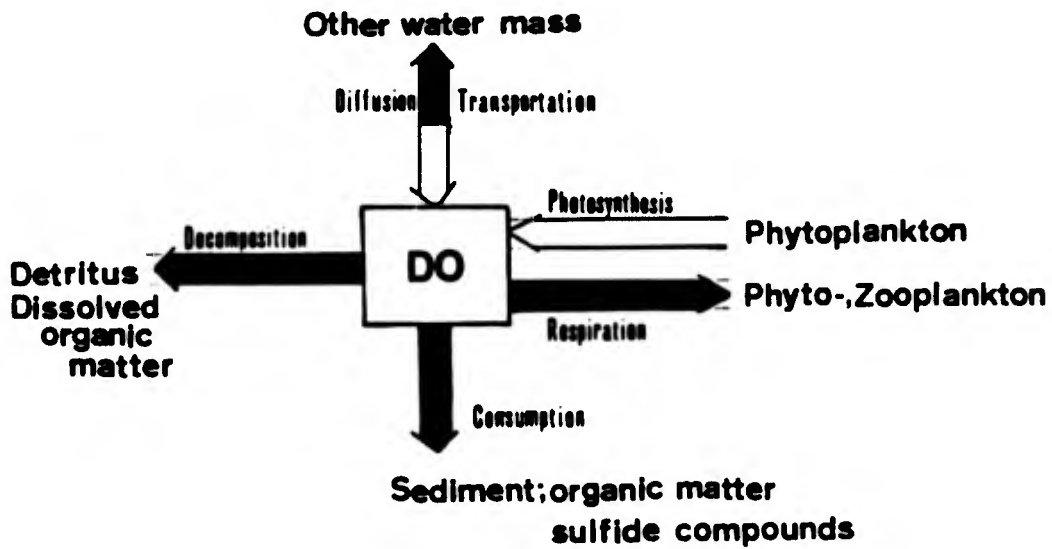 Other water mass
Diffusion Transportation
Photosynthesis
Phytoplankton
Decomposition
DO
Detritus
Dissolved
organic
matter
Phyto-,Zooplankton
Respiration
Consumption
Sediment;organic matter
sulfide compounds